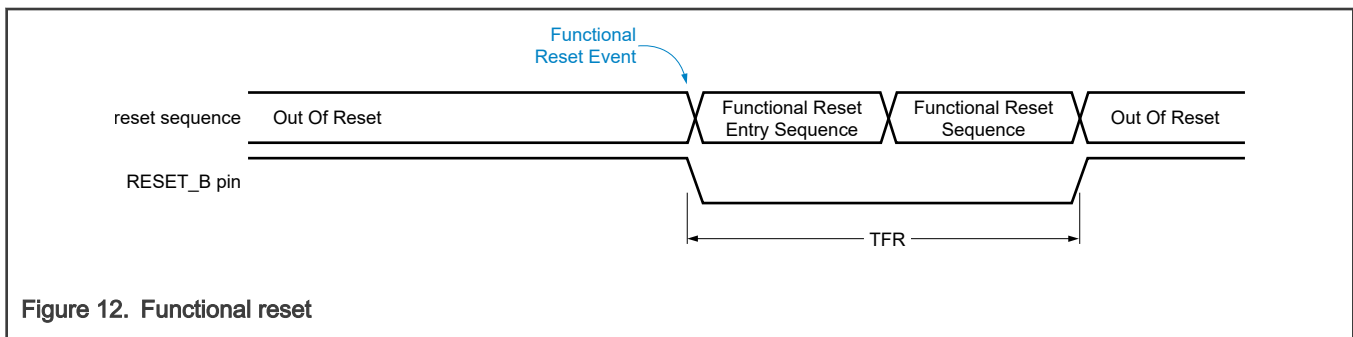 Functional
Reset Event
reset sequence
Out Of Reset
Functional Reset
Entry Sequence
Functional Reset
Sequence
Out Of Reset
RESET_B pin
TFR
Figure 12. Functional reset